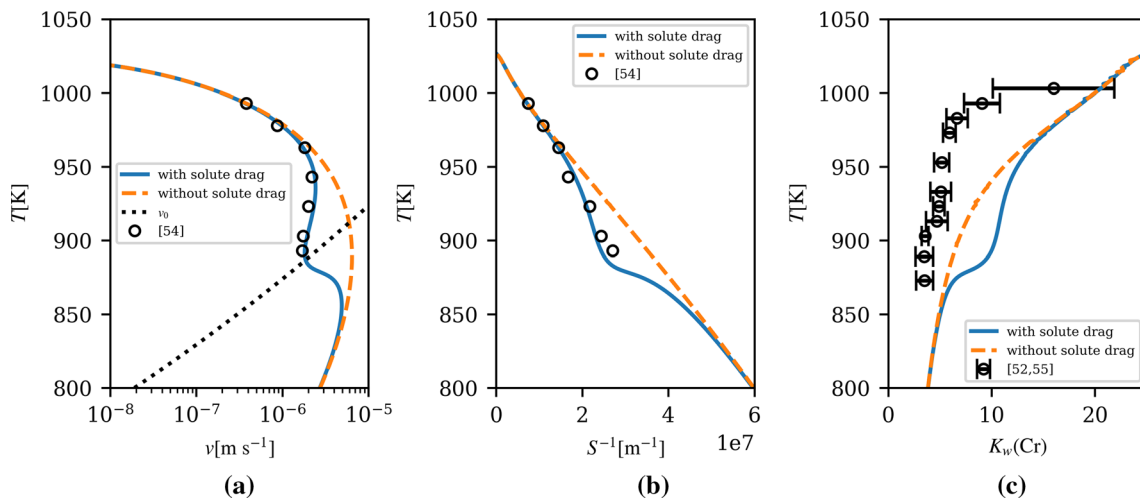 1050
1000
950
900
850
800
T[K]
with solute drag
without solute drag
v₀
[54]
10⁻⁸
10⁻⁷
10⁻⁶
10⁻⁵
v[m s⁻¹]
(a)
1050
1000
950
900
850
800
T[K]
with solute drag
without solute drag
[54]
0
20
40
60
1e7
S⁻¹[m⁻¹]
(b)
1050
1000
950
900
850
800
T[K]
with solute drag
without solute drag
[52,55]
0
10
20
K_w(Cr)
(c)